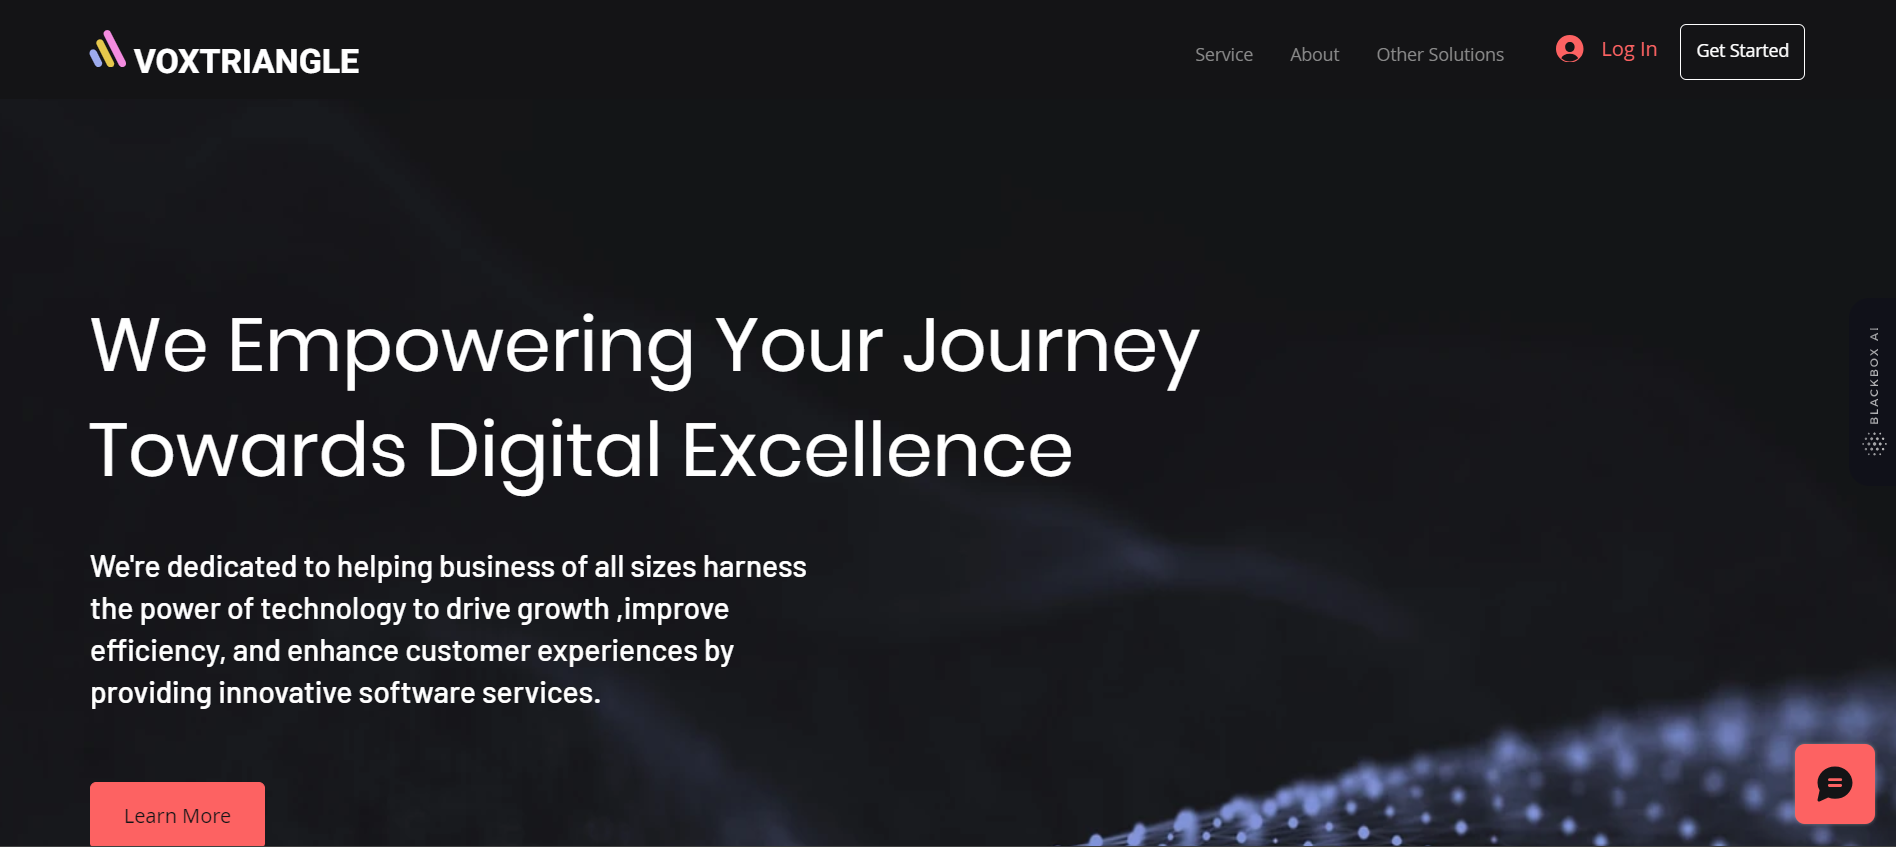 VOXTRIANGLE
Service About Other Solutions Log In Get Started
We Empowering Your Journey
Towards Digital Excellence
We're dedicated to helping business of all sizes harness
the power of technology to drive growth ,improve
efficiency, and enhance customer experiences by
providing innovative software services.
Learn More
BLACKBOX AI